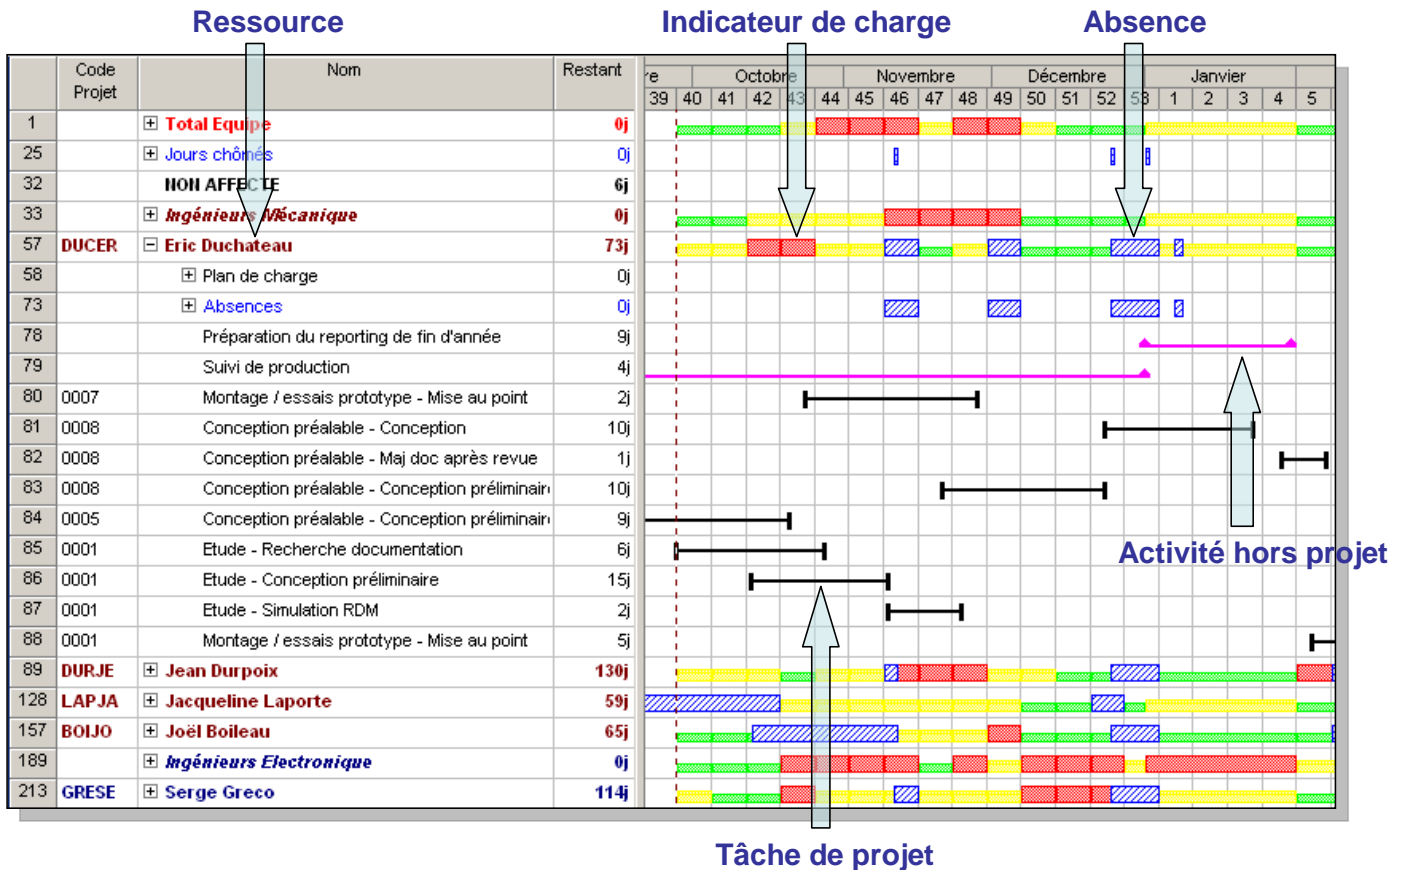 Ressource Indicateur de charge Absence
Code Projet Nom Restant re Octobre Novembre Décembre Janvier
39 40 41 42 43 44 45 46 47 48 49 50 51 52 53 1 2 3 4 5
1 Total Equipe 0j
25 Jours chômés 0j
32 NON AFFECTE 6j
33 Ingénieurs Mécanique 0j
57 DUCER Eric Duchateau 73j
58 Plan de charge 0j
73 Absences 0j
78 Préparation du reporting de fin d'année 9j
79 Suivi de production 4j
80 0007 Montage / essais prototype - Mise au point 2j
81 0008 Conception préalable - Conception 10j
82 0008 Conception préalable - Maj doc après revue 1j
83 0008 Conception préalable - Conception préliminair 10j
84 0005 Conception préalable - Conception préliminair 9j
85 0001 Etude - Recherche documentation 6j
Activité hors projet
86 0001 Etude - Conception préliminaire 15j
87 0001 Etude - Simulation RDM 2j
88 0001 Montage / essais prototype - Mise au point 5j
89 DURJE Jean Durpoix 130j
128 LAPJA Jacqueline Laporte 59j
157 BOIJO Joël Boileau 65j
189 Ingénieurs Electronique 0j
213 GRESE Serge Greco 114j
Tâche de projet